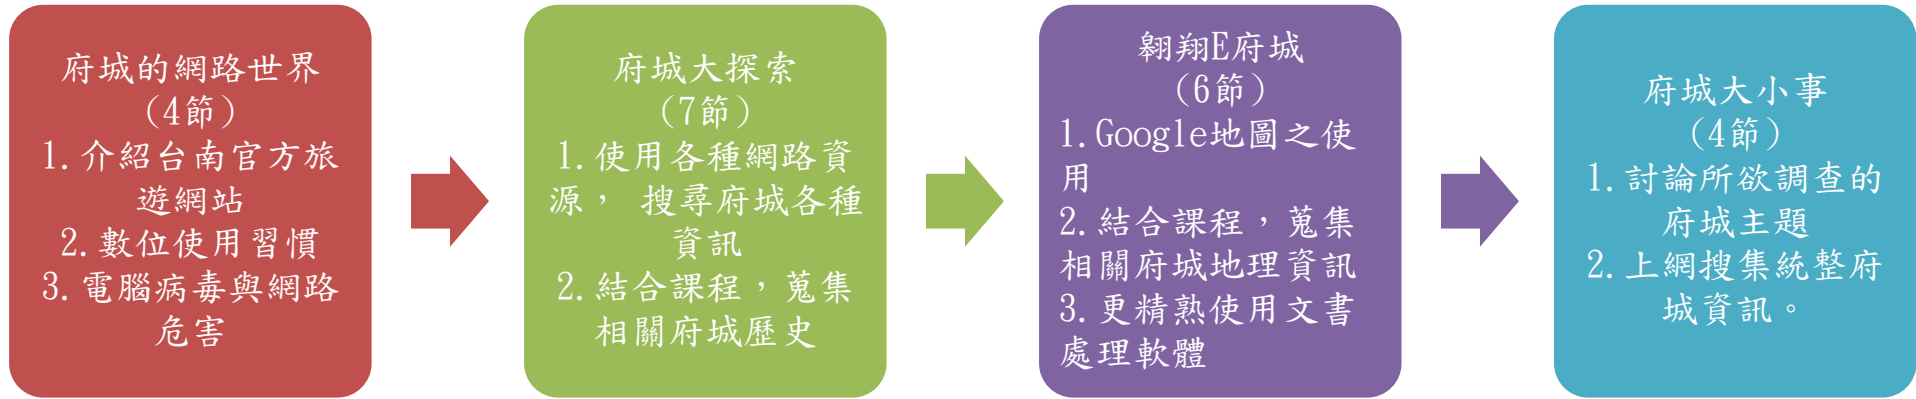 府城的網路世界
（4節）
1.介紹台南官方旅
遊網站
2.數位使用習慣
3.電腦病毒與網路
危害
府城大探索
（7節）
1.使用各種網路資
源， 搜尋府城各種
資訊
2.結合課程，蒐集
相關府城歷史
翱翔E府城
（6節）
1.Google地圖之使
用
2.結合課程，蒐集
相關府城地理資訊
3.更精熟使用文書
處理軟體
府城大小事
（4節）
1.討論所欲調查的
府城主題
2.上網搜集統整府
城資訊。